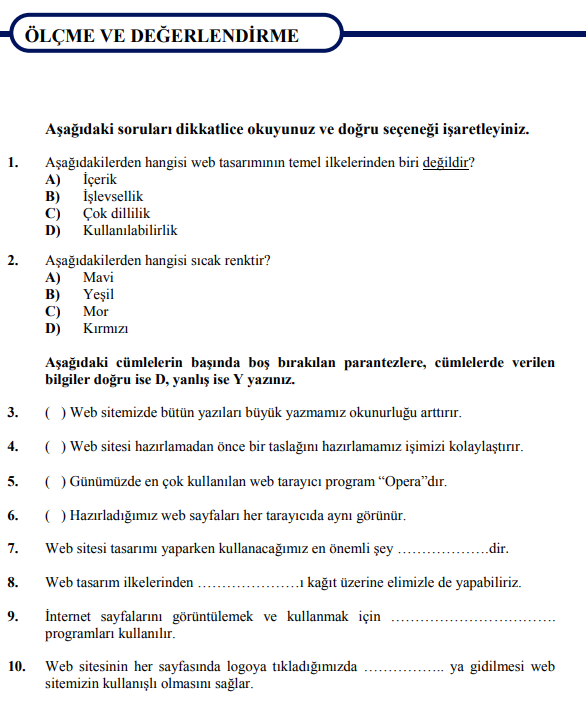 ÖLÇME VE DEĞERLENDİRME
Aşağıdaki soruları dikkatlice okuyunuz ve doğru seçeneği işaretleyiniz.
1. Aşağıdakilerden hangisi web tasarımının temel ilkelerinden biri değildir?
A) İçerik
B) İşlevsellik
C) Çok dillilik
D) Kullanılabilirlik
2. Aşağıdakilerden hangisi sıcak renktir?
A) Mavi
B) Yeşil
C) Mor
D) Kırmızı
Aşağıdaki cümlelerin başında boş bırakılan parantezlere, cümlelerde verilen
bilgiler doğru ise D, yanlış ise Y yazınız.
3. ( ) Web sitemizde bütün yazıları büyük yazmamız okunurluğu arttırır.
4. ( ) Web sitesi hazırlamadan önce bir taslağını hazırlamamız işimizi kolaylaştırır.
5. ( ) Günümüzde en çok kullanılan web tarayıcı program “Opera”dır.
6. ( ) Hazırladığımız web sayfaları her tarayıcıda aynı görünür.
7. Web sitesi tasarımı yaparken kullanacağımız en önemli şey ………………..dir.
8. Web tasarım ilkelerinden …………………ı kağıt üzerine elimizle de yapabiliriz.
9. İnternet sayfalarını görüntülemek ve kullanmak için …………………………….
programları kullanılır.
10. Web sitesinin her sayfasında logoya tıkladığımızda …………….. ya gidilmesi web
sitemizin kullanışlı olmasını sağlar.